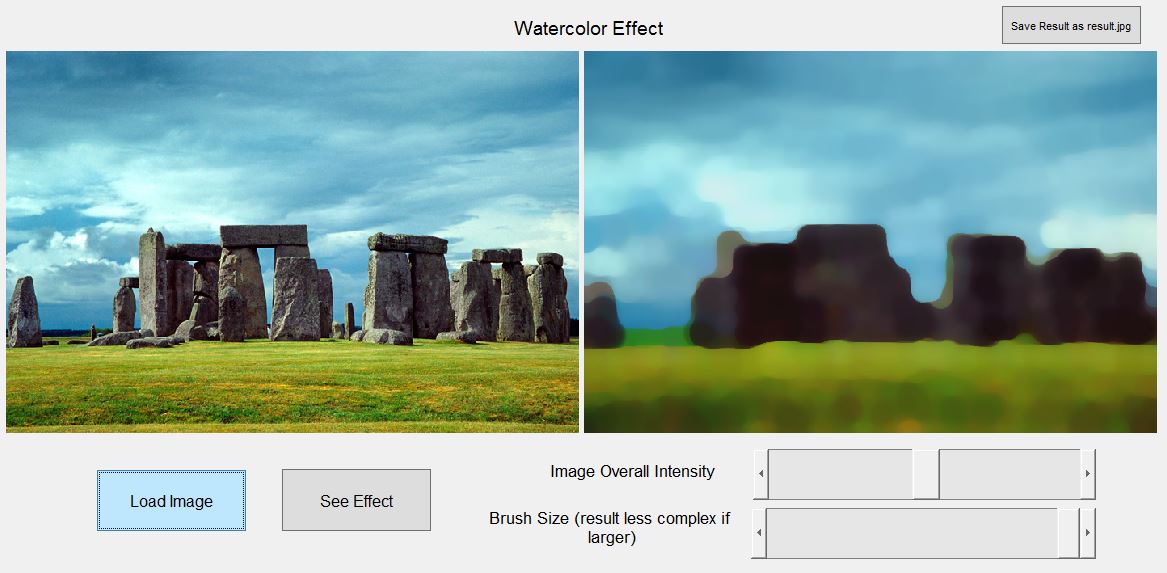 Watercolor Effect
Save Result as result.jpg
Load Image
See Effect
Image Overall Intensity
Brush Size (result less complex if
larger)